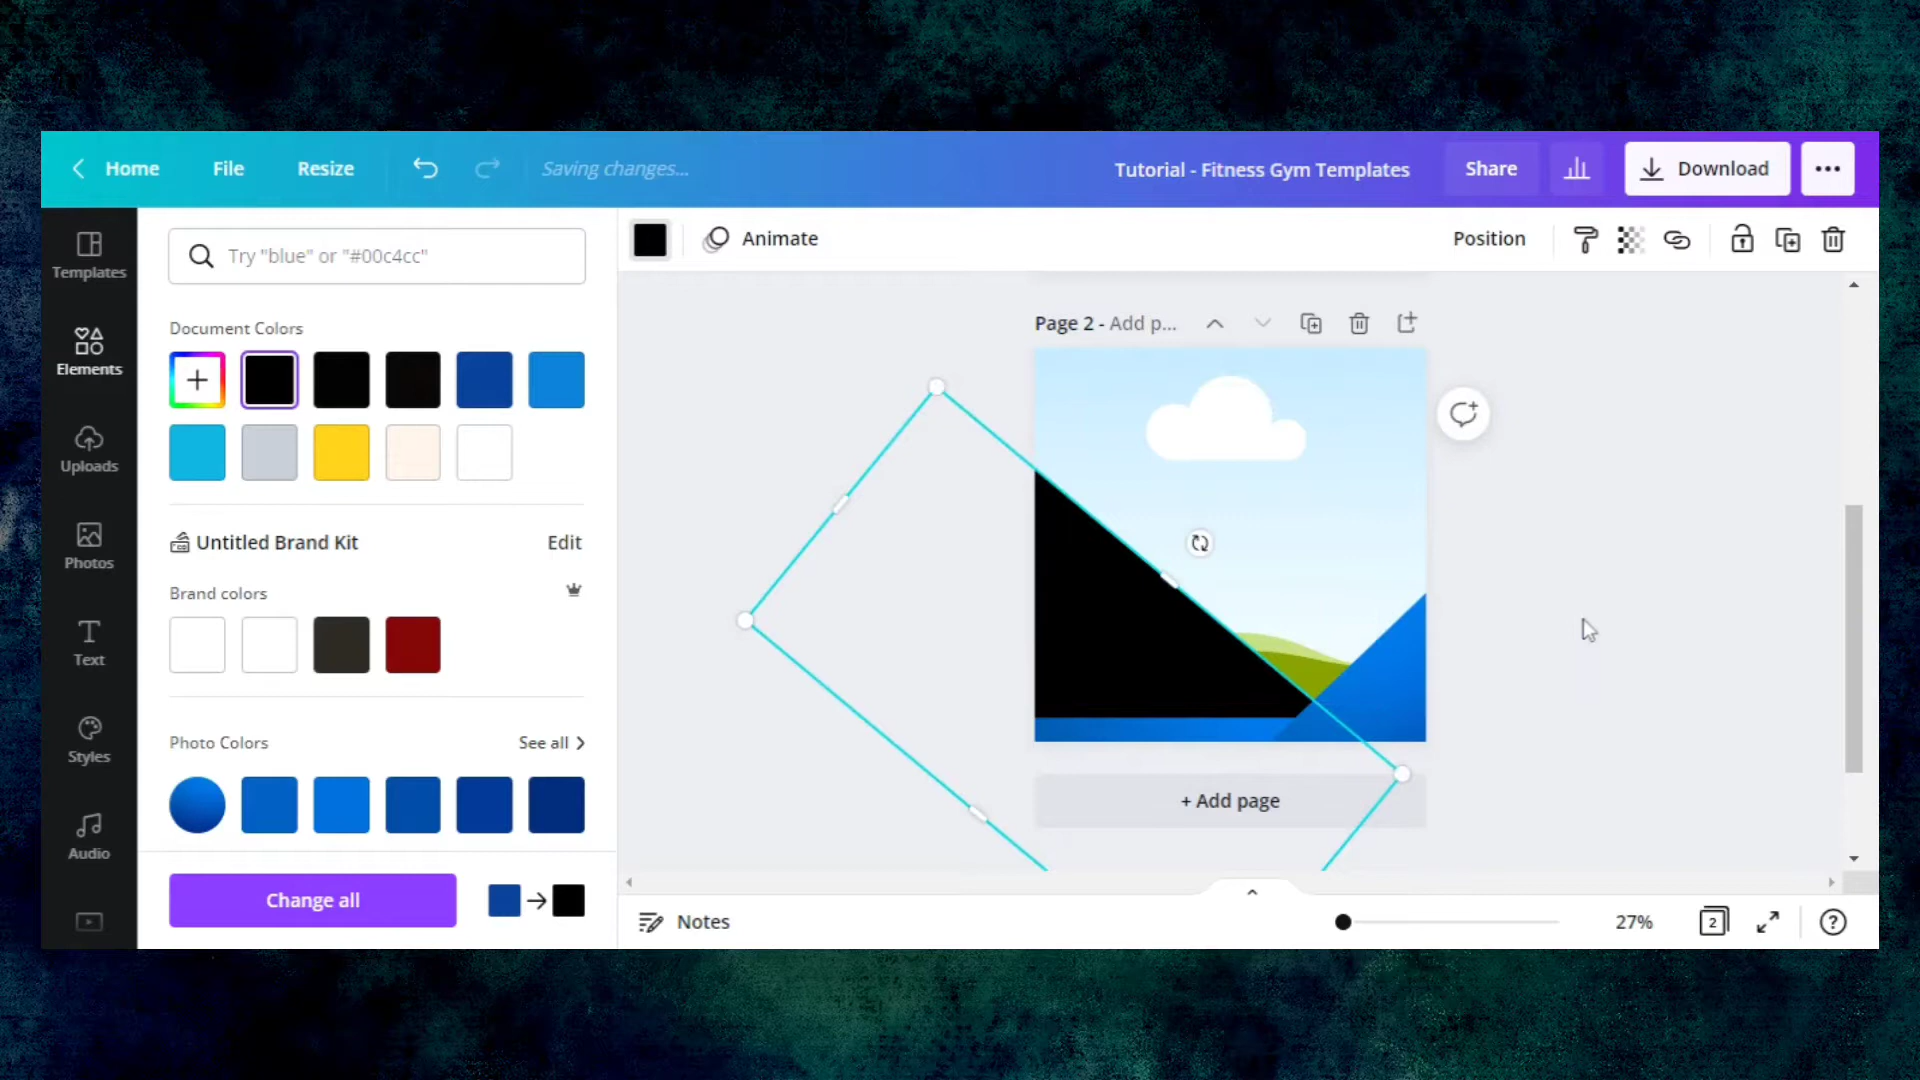 Home File Resize Saving changes... Tutorial - Fitness Gym Templates Share Download
Templates
Elements
Uploads
Photos
Text
Styles
Audio
Try "blue" or "#00c4cc"
Document Colors
Untitled Brand Kit Edit
Brand colors
Photo Colors See all
Change all
Animate Position
Page 2 - Add p...
+ Add page
Notes 27% 2 ?